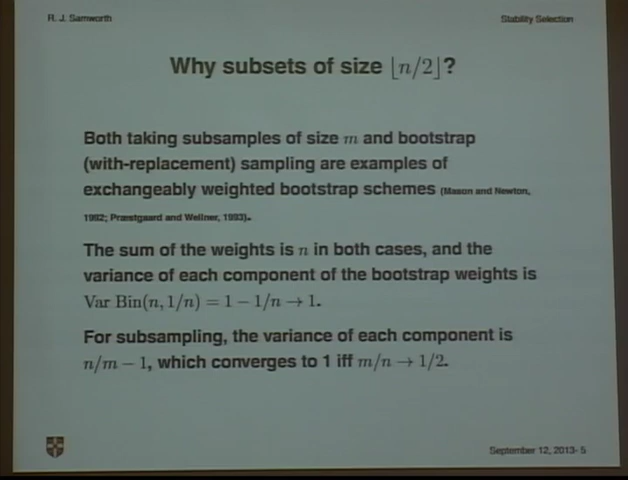 R. J. Samworth
Stability Selection
Why subsets of size ⌊n/2⌋?
Both taking subsamples of size m and bootstrap
(with-replacement) sampling are examples of
exchangeably weighted bootstrap schemes (Mason and Newton,
1992; Præstgaard and Wellner, 1993).
The sum of the weights is n in both cases, and the
variance of each component of the bootstrap weights is
Var Bin(n, 1/n) = 1 − 1/n → 1.
For subsampling, the variance of each component is
n/m − 1, which converges to 1 iff m/n → 1/2.
September 12, 2013- 5